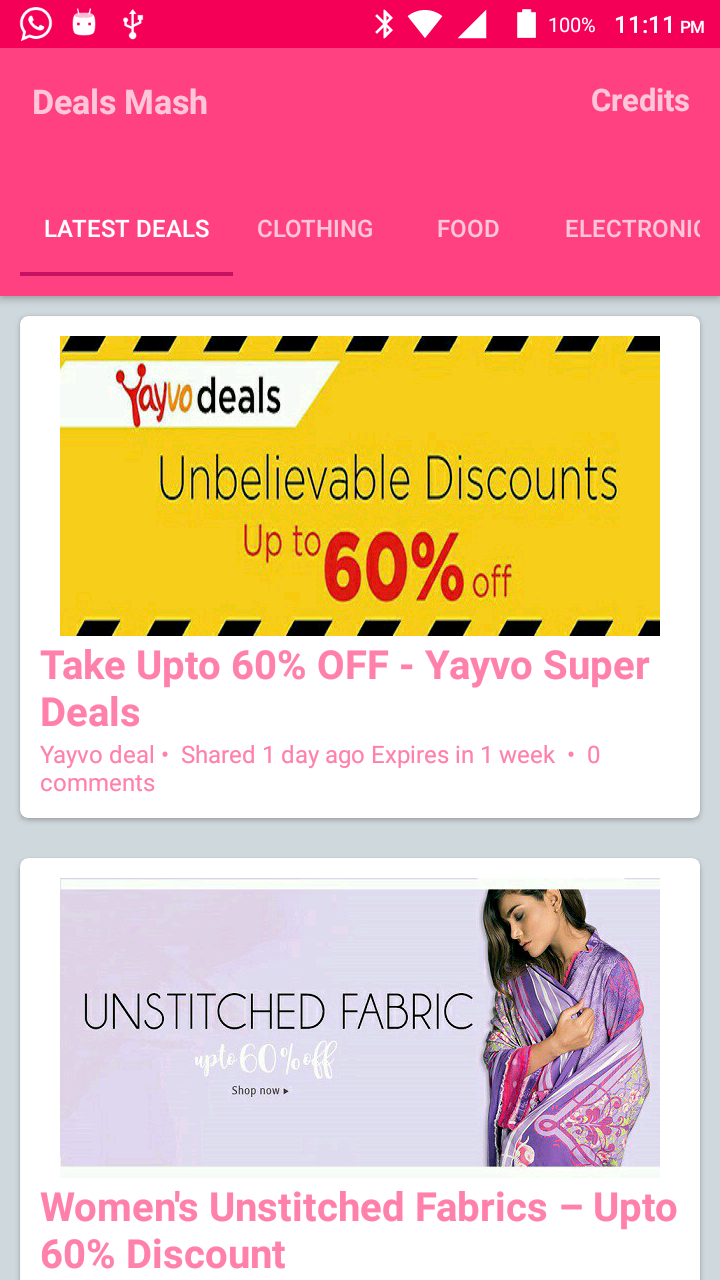 100% 11:11 PM
Deals Mash Credits
LATEST DEALS CLOTHING FOOD ELECTRONIC
Yayvo deals
Unbelievable Discounts
Up to 60% off
Take Upto 60% OFF - Yayvo Super
Deals
Yayvo deal • Shared 1 day ago Expires in 1 week • 0
comments
UNSTITCHED FABRIC
upto 60% off
Shop now ▸
Women's Unstitched Fabrics – Upto
60% Discount